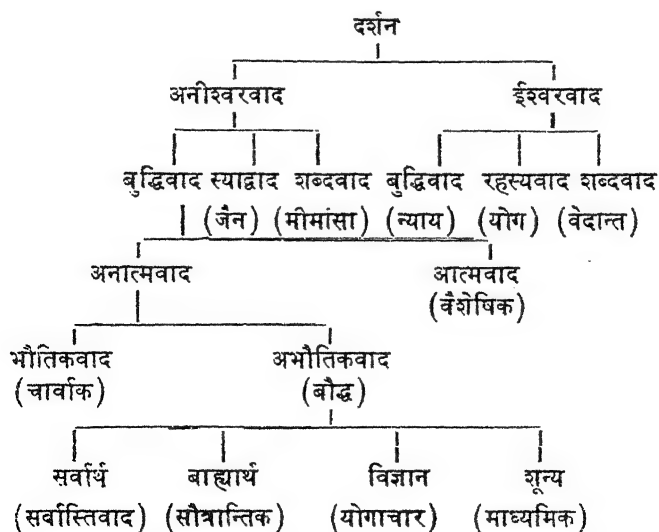 दर्शन
अनीश्वरवाद ईश्वरवाद
बुद्धिवाद स्याद्वाद शब्दवाद बुद्धिवाद रहस्यवाद शब्दवाद
(जैन) (मीमांसा) (न्याय) (योग) (वेदान्त)
अनात्मवाद आत्मवाद
(वैशेषिक)
भौतिकवाद अभौतिकवाद
(चार्वाक) (बौद्ध)
सर्वार्थ बाह्यार्थ विज्ञान शून्य
(सर्वास्तिवाद) (सौत्रान्तिक) (योगाचार) (माध्यमिक)